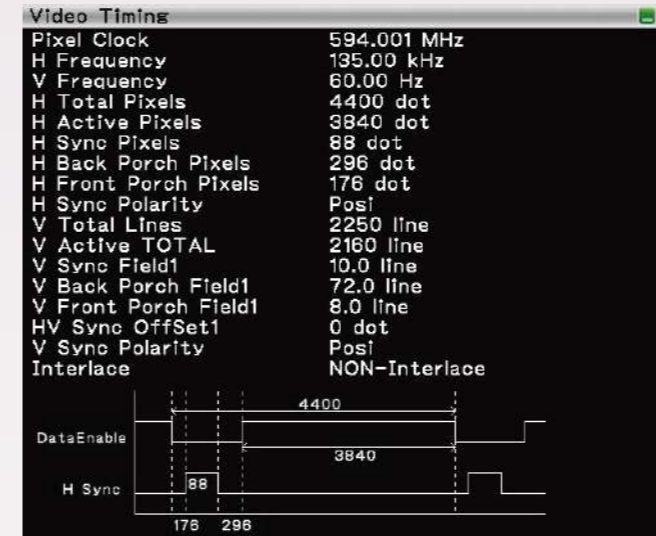 Video Timing
Pixel Clock 594.001 MHz
H Frequency 135.00 kHz
V Frequency 60.00 Hz
H Total Pixels 4400 dot
H Active Pixels 3840 dot
H Sync Pixels 88 dot
H Back Porch Pixels 296 dot
H Front Porch Pixels 176 dot
H Sync Polarity Posi
V Total Lines 2250 line
V Active TOTAL 2160 line
V Sync Field1 10.0 line
V Back Porch Field1 72.0 line
V Front Porch Field1 8.0 line
HV Sync OffSet1 0 dot
V Sync Polarity Posi
Interlace NON-Interlace
4400
DataEnable
3840
H Sync 88
176 296